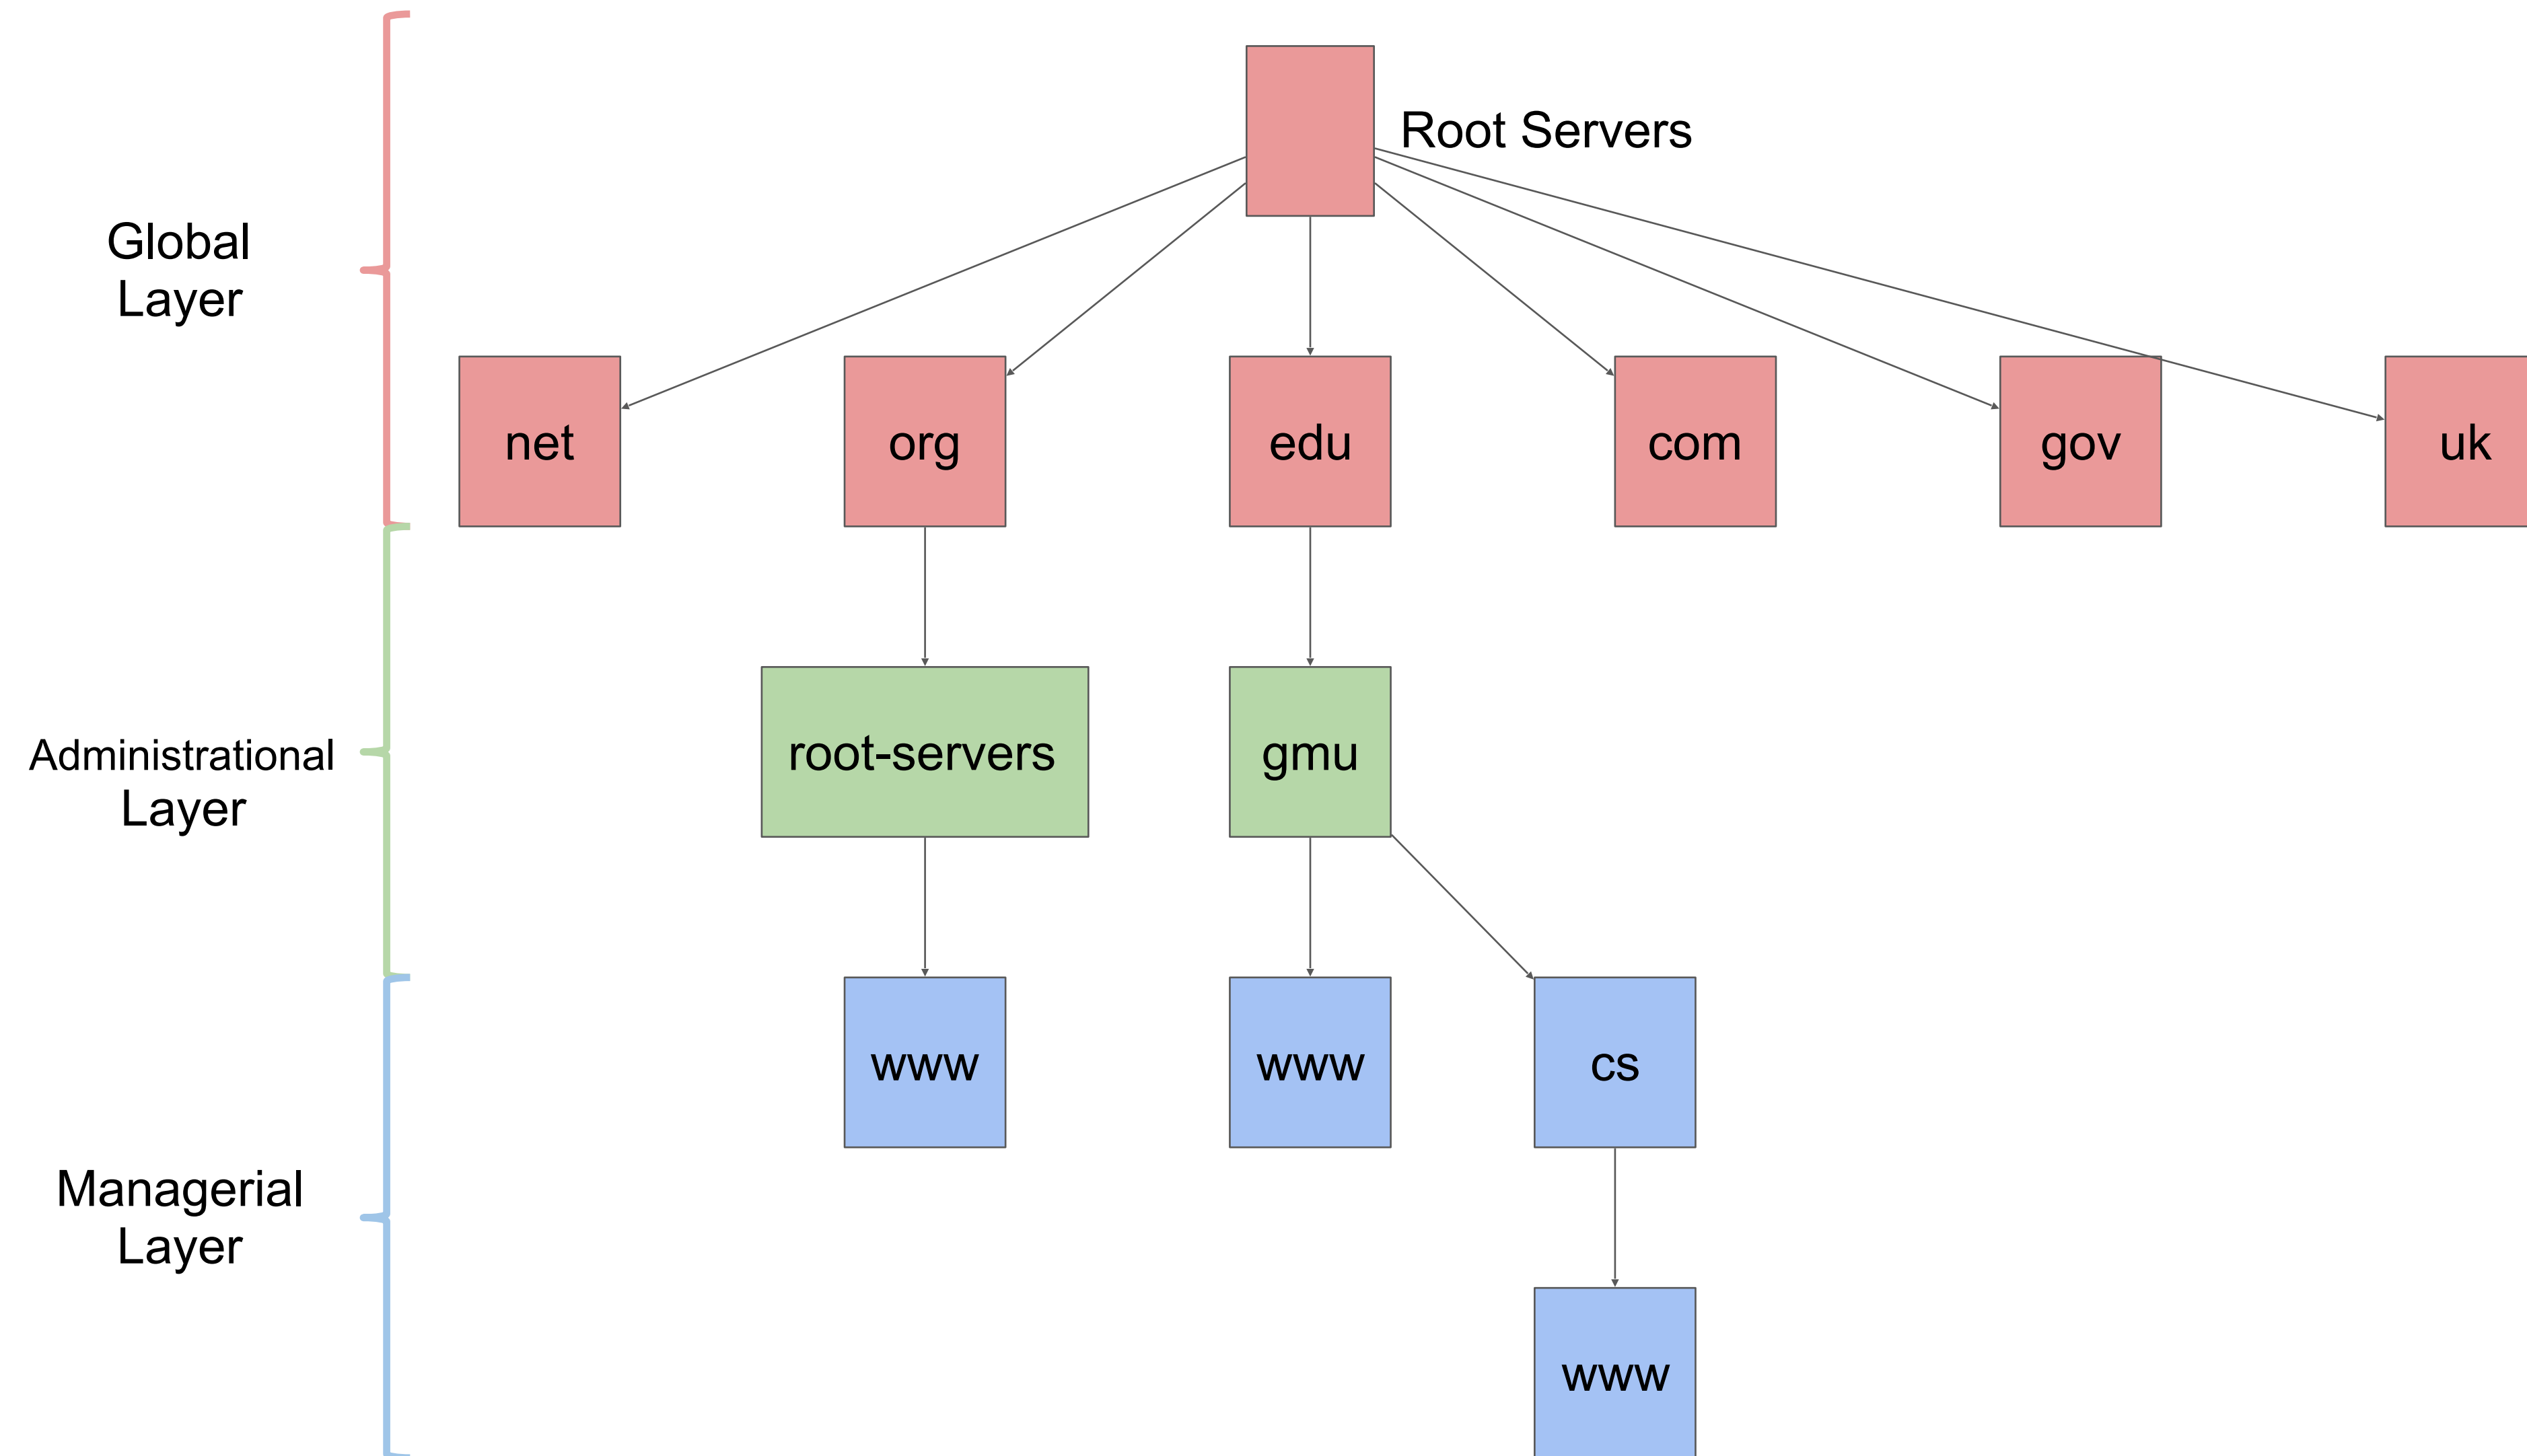 Root Servers
Global
Layer
net
org
edu
com
gov
uk
Administrational
Layer
root-servers
gmu
www
www
cs
Managerial
Layer
www